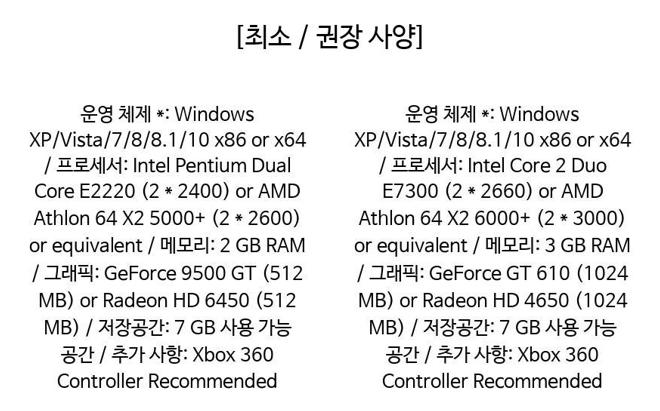 [최소 / 권장 사양]
운영 체제 *: Windows
XP/Vista/7/8/8.1/10 x86 or x64
/ 프로세서: Intel Pentium Dual
Core E2220 (2 * 2400) or AMD
Athlon 64 X2 5000+ (2 * 2600)
or equivalent / 메모리: 2 GB RAM
/ 그래픽: GeForce 9500 GT (512
MB) or Radeon HD 6450 (512
MB) / 저장공간: 7 GB 사용 가능
공간 / 추가 사항: Xbox 360
Controller Recommended
운영 체제 *: Windows
XP/Vista/7/8/8.1/10 x86 or x64
/ 프로세서: Intel Core 2 Duo
E7300 (2 * 2660) or AMD
Athlon 64 X2 6000+ (2 * 3000)
or equivalent / 메모리: 3 GB RAM
/ 그래픽: GeForce GT 610 (1024
MB) or Radeon HD 4650 (1024
MB) / 저장공간: 7 GB 사용 가능
공간 / 추가 사항: Xbox 360
Controller Recommended